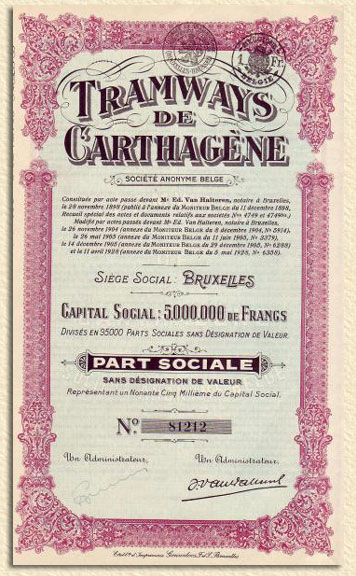 1 Fr.
BELGIË
TRAMWAYS
DE
CARTHAGÈNE
SOCIÉTÉ ANONYME BELGE
Constituée par acte passé devant Me Ed. Van Halteren, notaire à Bruxelles,
le 28 novembre 1898 (publié à l'annexe du MONITEUR BELGE du 11 décembre 1898,
Recueil spécial des actes et documents relatifs aux sociétés Nos 4749 et 4749bis.)
Modifié par actes passés devant Me Ed. Van Halteren, notaire à Bruxelles,
le 26 novembre 1904 (annexe du MONITEUR BELGE du 8 décembre 1904, No 5914),
le 26 mai 1905 (annexe du MONITEUR BELGE du 11 juin 1905, No 3379),
le 14 décembre 1905 (annexe du MONITEUR BELGE du 29 décembre 1905, No 6288)
et le 11 avril 1928 (annexe du MONITEUR BELGE du 5 mai 1928, No 6358).
SIÈGE SOCIAL: BRUXELLES
CAPITAL SOCIAL: 5,000,000 DE FRANGS
DIVISÉS EN 95000 PARTS SOCIALES SANS DÉSIGNATION DE VALEUR.
PART SOCIALE
SANS DÉSIGNATION DE VALEUR
Représentant un Nonante Cinq Millième du Capital Social.
No 81212
Un Administrateur,
Un Administrateur,